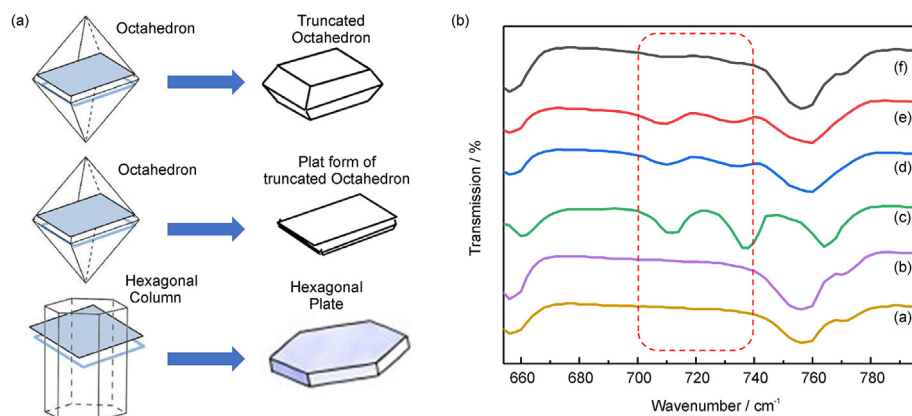 (a)
Octahedron
Truncated
Octahedron
Octahedron
Plat form of
truncated Octahedron
Hexagonal
Column
Hexagonal
Plate
(b)
Transmission / %
(f)
(e)
(d)
(c)
(b)
(a)
660 680 700 720 740 760 780
Wavenumber / cm⁻¹